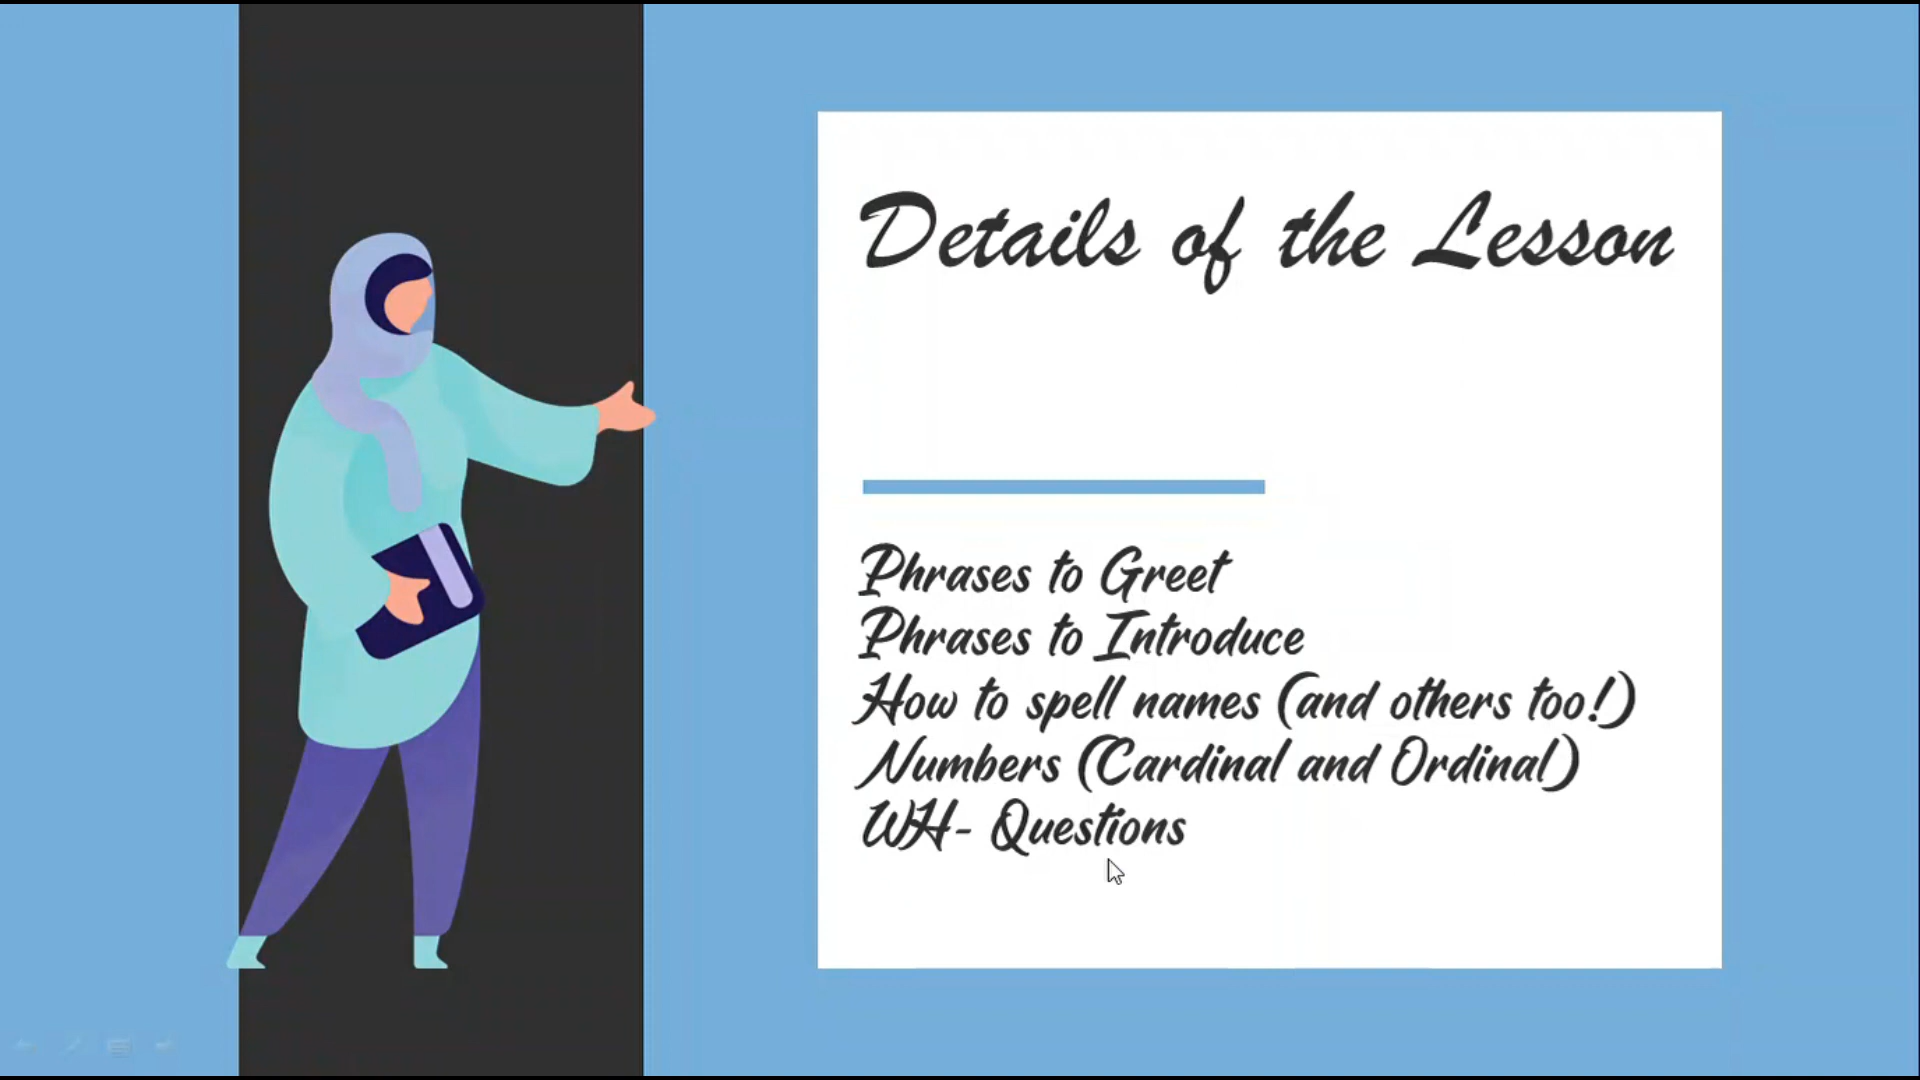 Details of the Lesson
Phrases to Greet
Phrases to Introduce
How to spell names (and others too!)
Numbers (Cardinal and Ordinal)
WH- Questions